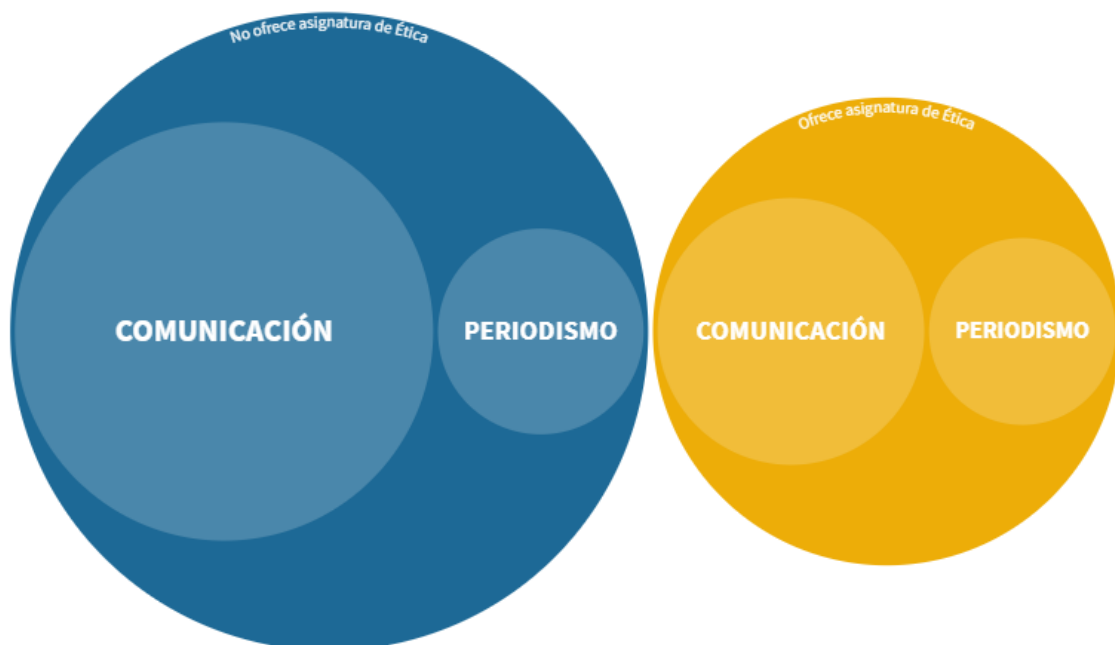 No ofrece asignatura de Ética
COMUNICACIÓN
PERIODISMO
Ofrece asignatura de Ética
COMUNICACIÓN
PERIODISMO